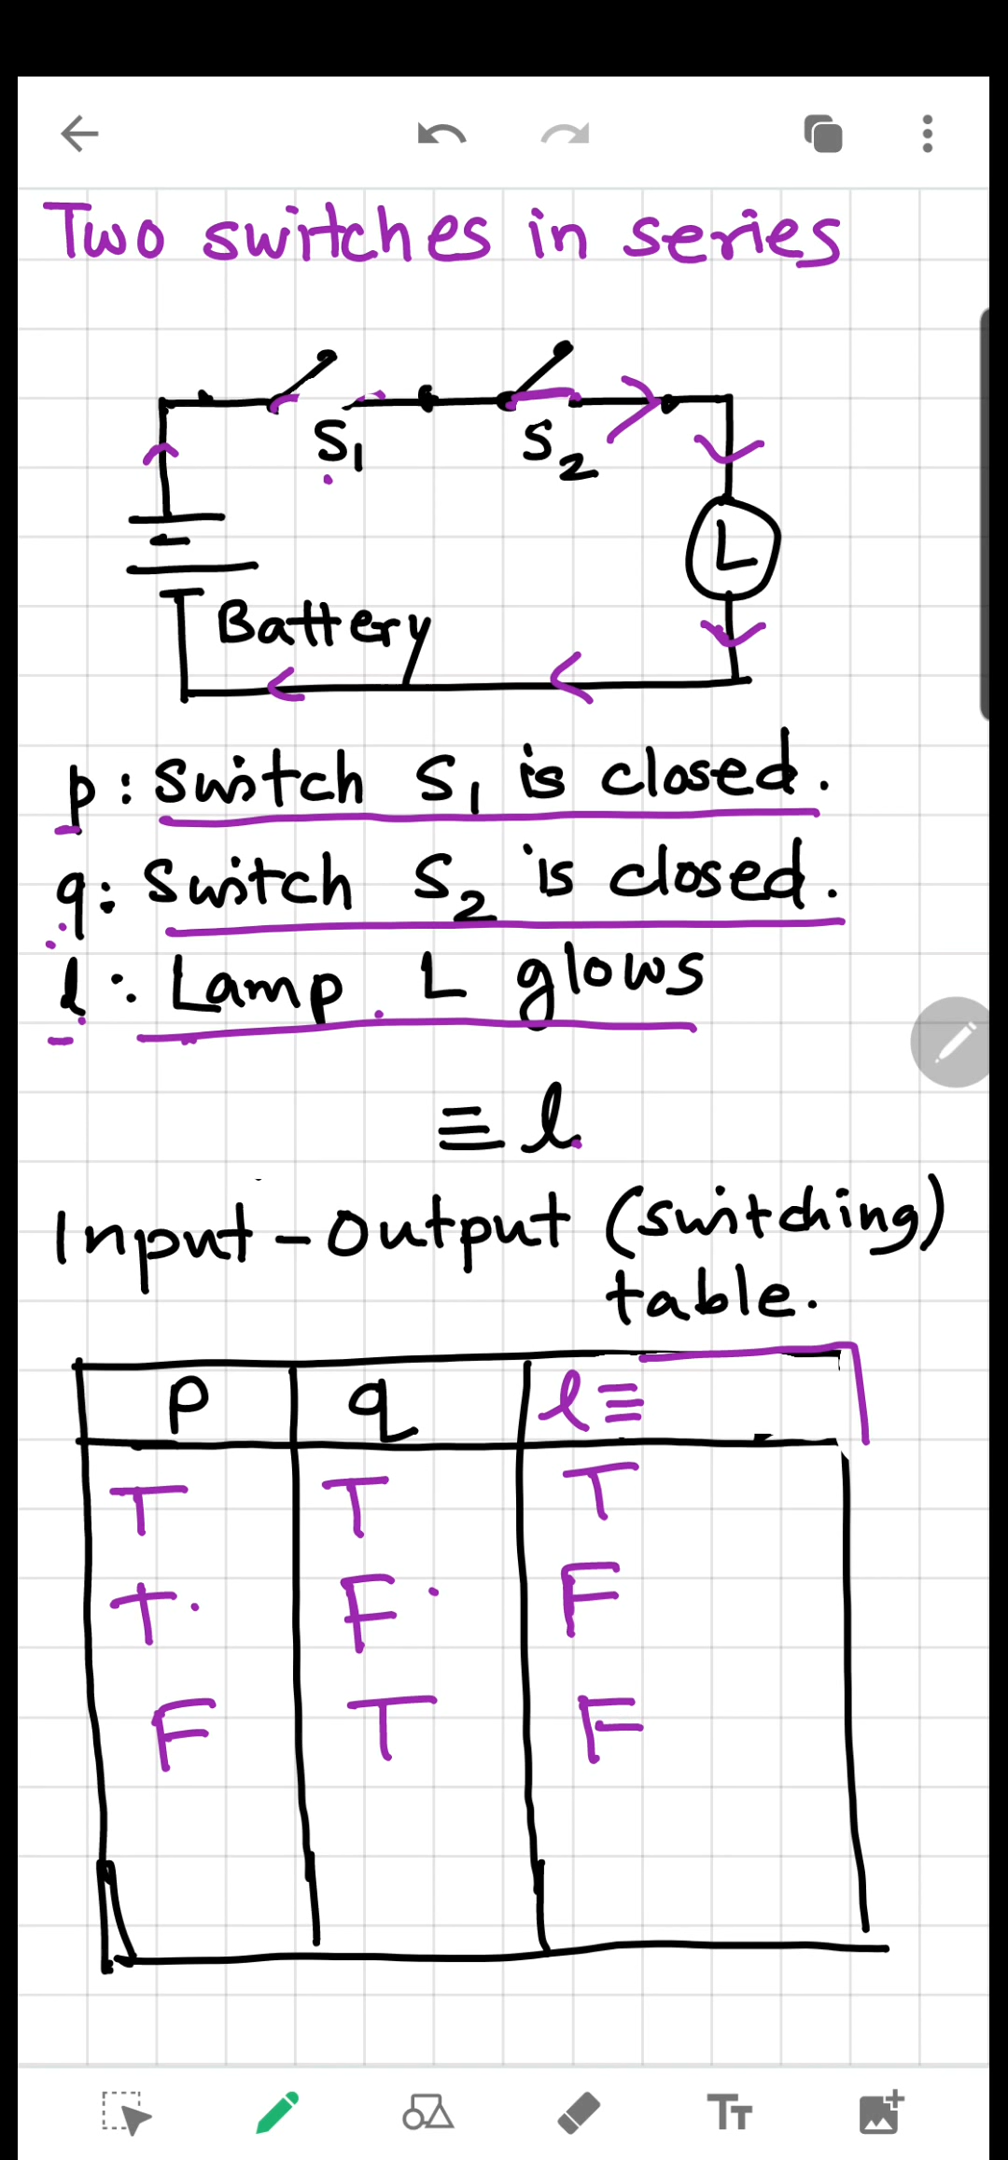 Two switches in series
S1 S2
L
Battery
p: Switch S1 is closed.
q: Switch S2 is closed.
l: Lamp L glows
≡ l
Input-Output (switching)
table.
p q l≡
T T T
T F F
F T F
TT